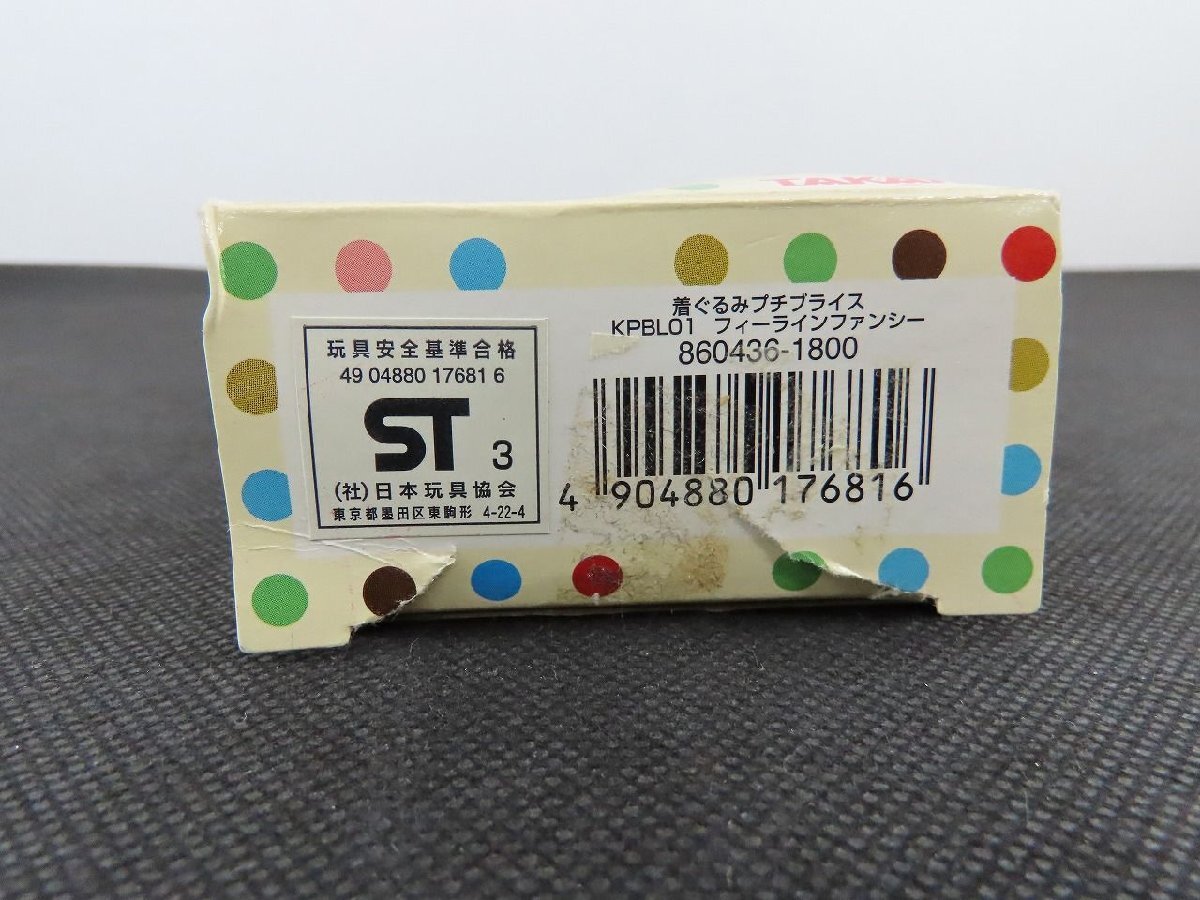 TAKA
玩具安全基準合格
49 04880 17681 6
ST 3
(社)日本玩具協会
東京都墨田区東駒形 4-22-4
着ぐるみプチブライス
KPBL01 フィーラインファンシー
860436-1800
4 904880 176816